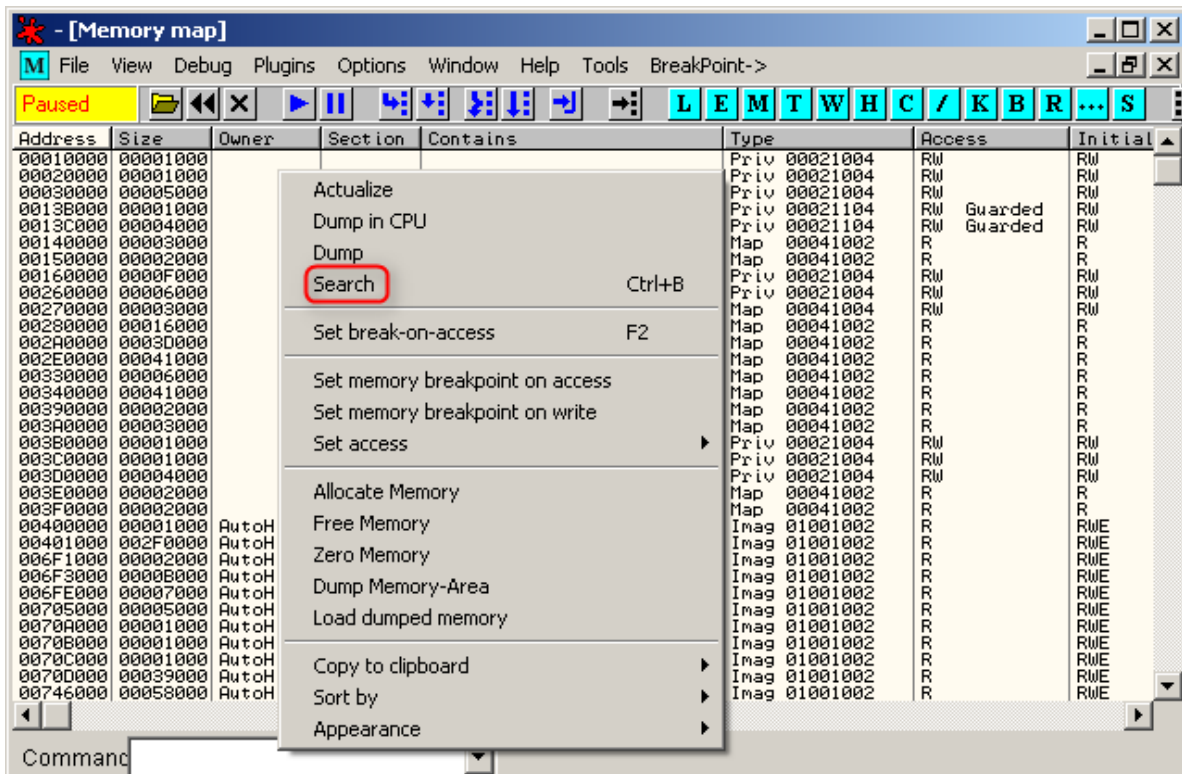 - [Memory map]
M File View Debug Plugins Options Window Help Tools BreakPoint->
Paused L E M T W H C / K B R ... S
Address Size Owner Section Contains Type Access Initial
00010000 00001000 Priv 00021004 RW RW
00020000 00001000 Priv 00021004 RW RW
00030000 00005000 Priv 00021004 RW RW
0013B000 00001000 Priv 00021104 RW Guarded RW
0013C000 00004000 Priv 00021104 RW Guarded RW
00140000 00003000 Map 00041002 R R
00150000 00002000 Map 00041002 R R
00160000 0000F000 Priv 00021004 RW RW
00260000 00006000 Priv 00021004 RW RW
00270000 00003000 Map 00041004 RW RW
00280000 00016000 Map 00041002 R R
002A0000 0003D000 Map 00041002 R R
002E0000 00041000 Map 00041002 R R
00330000 00006000 Map 00041002 R R
00340000 00041000 Map 00041002 R R
00390000 00002000 Map 00041002 R R
003A0000 00003000 Map 00041002 R R
003B0000 00001000 Priv 00021004 RW RW
003C0000 00001000 Priv 00021004 RW RW
003D0000 00004000 Priv 00021004 RW RW
003E0000 00002000 Map 00041002 R R
003F0000 00002000 Map 00041002 R R
00400000 00001000 AutoH Imag 01001002 R RWE
00401000 002F0000 AutoH Imag 01001002 R RWE
006F1000 00002000 AutoH Imag 01001002 R RWE
006F3000 0000B000 AutoH Imag 01001002 R RWE
006FE000 00007000 AutoH Imag 01001002 R RWE
00705000 00005000 AutoH Imag 01001002 R RWE
0070A000 00001000 AutoH Imag 01001002 R RWE
0070B000 00001000 AutoH Imag 01001002 R RWE
0070C000 00001000 AutoH Imag 01001002 R RWE
0070D000 00039000 AutoH Imag 01001002 R RWE
00746000 00058000 AutoH Imag 01001002 R RWE
Actualize
Dump in CPU
Dump
Search Ctrl+B
Set break-on-access F2
Set memory breakpoint on access
Set memory breakpoint on write
Set access
Allocate Memory
Free Memory
Zero Memory
Dump Memory-Area
Load dumped memory
Copy to clipboard
Sort by
Appearance
Command